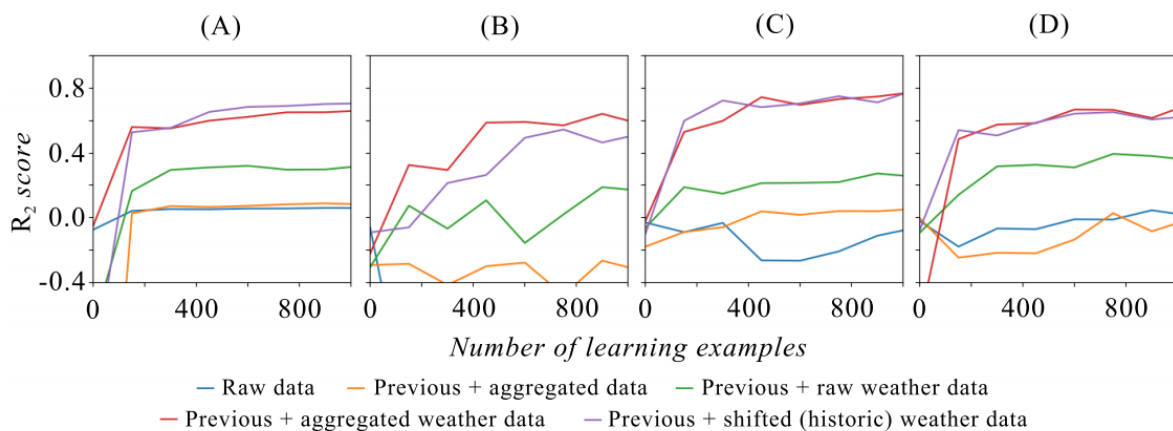 (A) (B) (C) (D)
R2 score
0.8
0.4
0.0
-0.4
0 400 800 0 400 800 0 400 800 0 400 800
Number of learning examples
Raw data Previous + aggregated data Previous + raw weather data
Previous + aggregated weather data Previous + shifted (historic) weather data